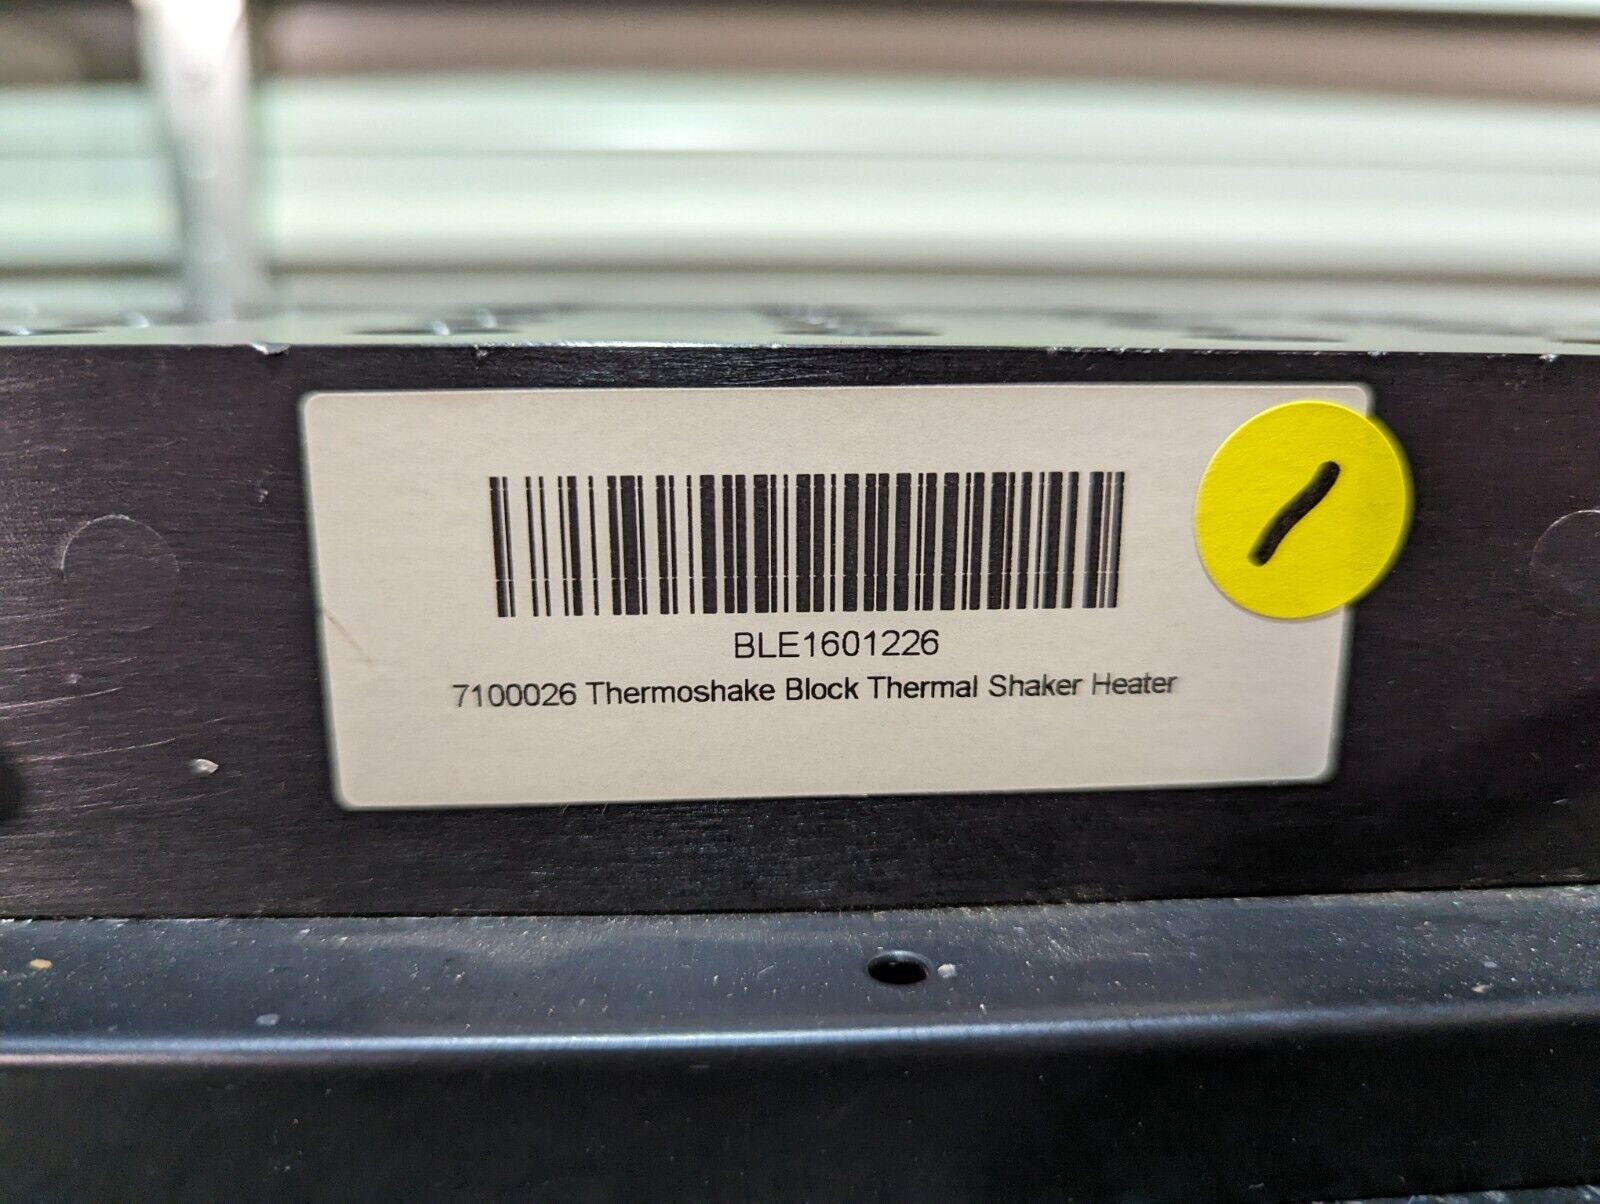 BLE1601226
7100026 Thermoshake Block Thermal Shaker Heater